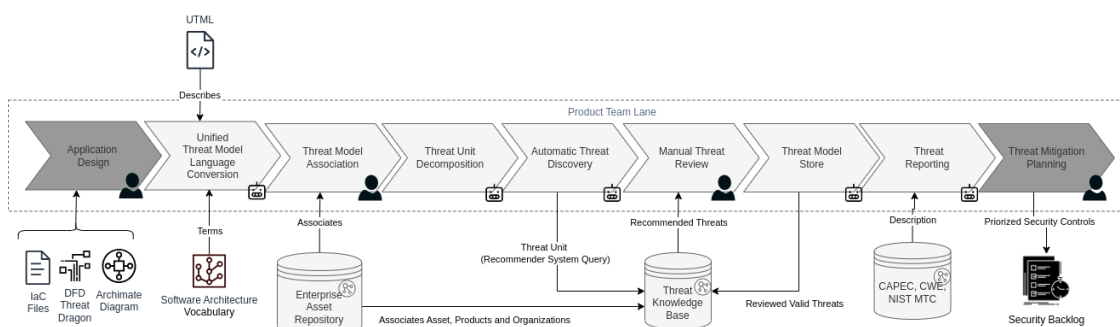 UTML
Describes
Product Team Lane
Application
Design
Unified
Threat Model
Language
Conversion
Threat Model
Association
Threat Unit
Decomposition
Automatic Threat
Discovery
Manual Threat
Review
Threat Model
Store
Threat
Reporting
Threat Mitigation
Planning
Terms
Associates
Threat Unit
(Recommender System Query)
Recommended Threats
Description
Priorized Security Controls
IaC
Files
DFD
Threat
Dragon
Archimate
Diagram
Software Architecture
Vocabulary
Enterprise
Asset
Repository
Associates Asset, Products and Organizations
Threat
Knowledge
Base
Reviewed Valid Threats
CAPEC, CWE,
NIST MTC
Security Backlog